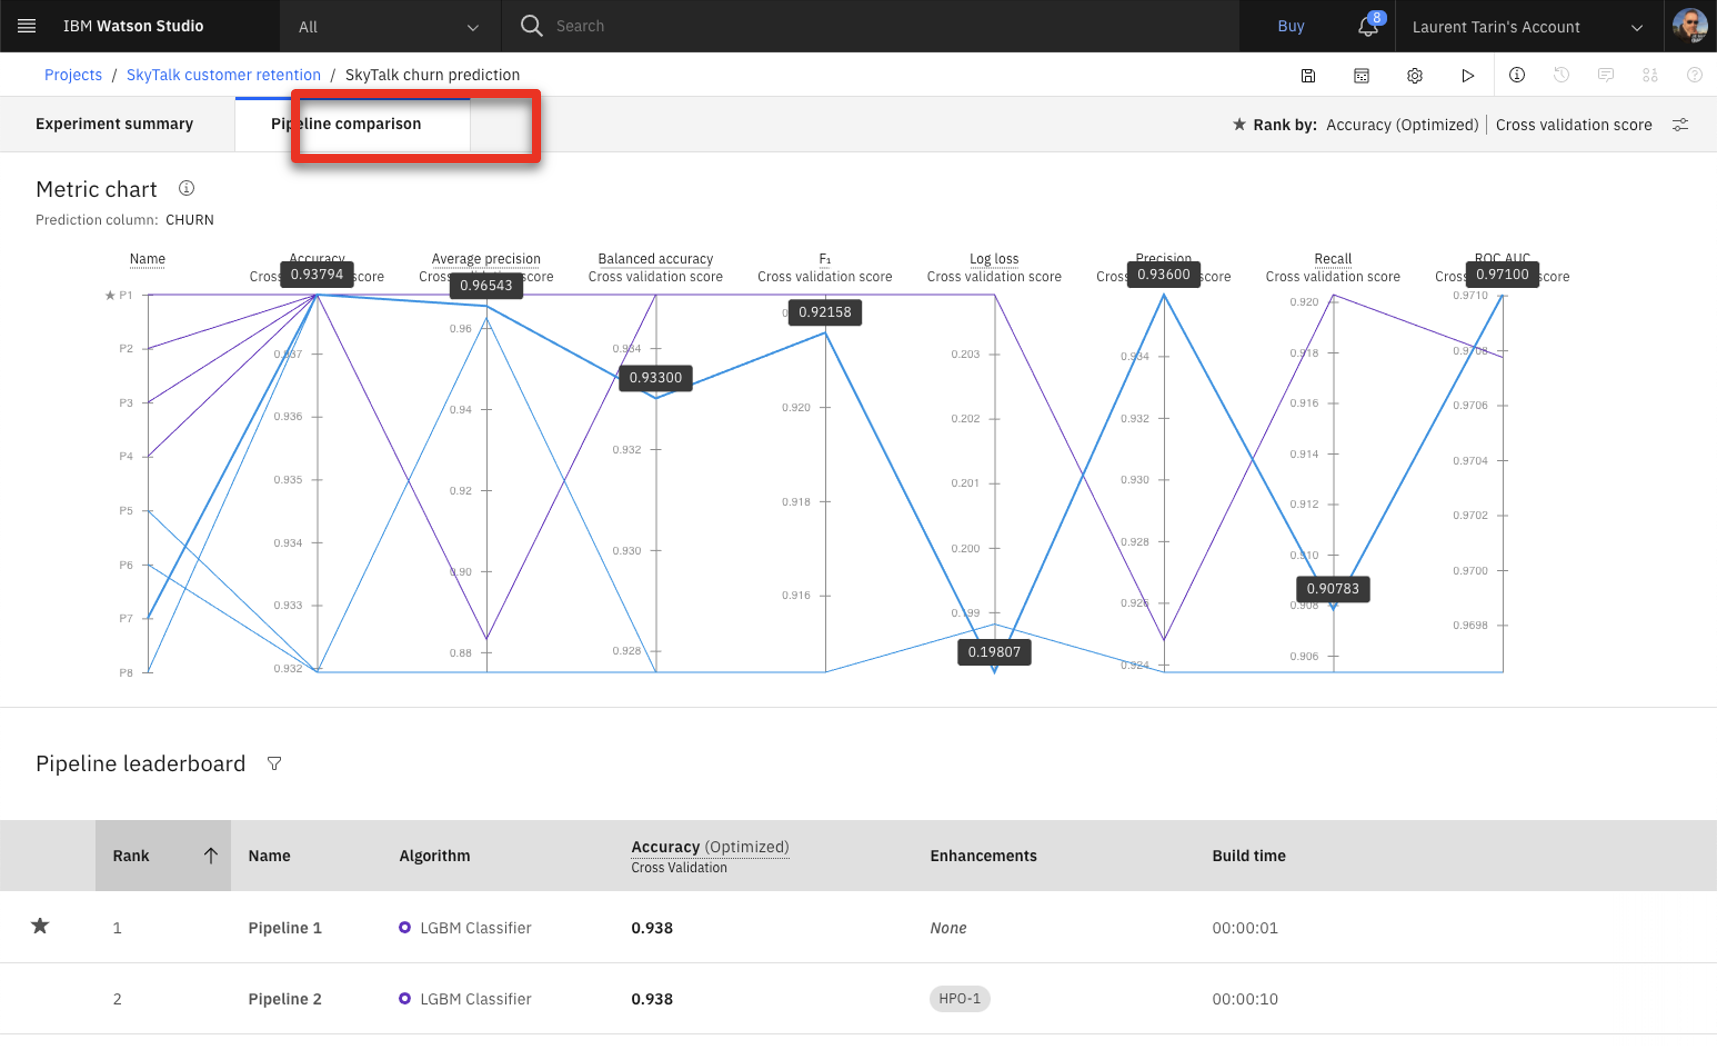 IBM Watson Studio
All
Search
Buy
8
Laurent Tarin's Account
Projects / SkyTalk customer retention / SkyTalk churn prediction
Experiment summary
Pipeline comparison
★ Rank by: Accuracy (Optimized) | Cross validation score
Metric chart
Prediction column: CHURN
Name
Accuracy
Cross score
Average precision
Cross score
Balanced accuracy
Cross validation score
F₁
Cross validation score
Log loss
Cross validation score
Precision
Cross score
Recall
Cross validation score
ROC AUC
Cross score
0.93794
0.96543
0.93300
0.92158
0.19807
0.93600
0.90783
0.97100
★ P1
P2
P3
P4
P5
P6
P7
P8
0.937
0.936
0.935
0.934
0.933
0.932
0.96
0.94
0.92
0.90
0.88
0.934
0.932
0.930
0.928
0.920
0.918
0.916
0.203
0.202
0.201
0.200
0.199
0.934
0.932
0.930
0.928
0.926
0.924
0.920
0.918
0.916
0.914
0.912
0.910
0.908
0.906
0.9710
0.9708
0.9706
0.9704
0.9702
0.9700
0.9698
Pipeline leaderboard
Rank
Name
Algorithm
Accuracy (Optimized)
Cross Validation
Enhancements
Build time
★ 1 Pipeline 1 LGBM Classifier 0.938 None 00:00:01
2 Pipeline 2 LGBM Classifier 0.938 HPO-1 00:00:10